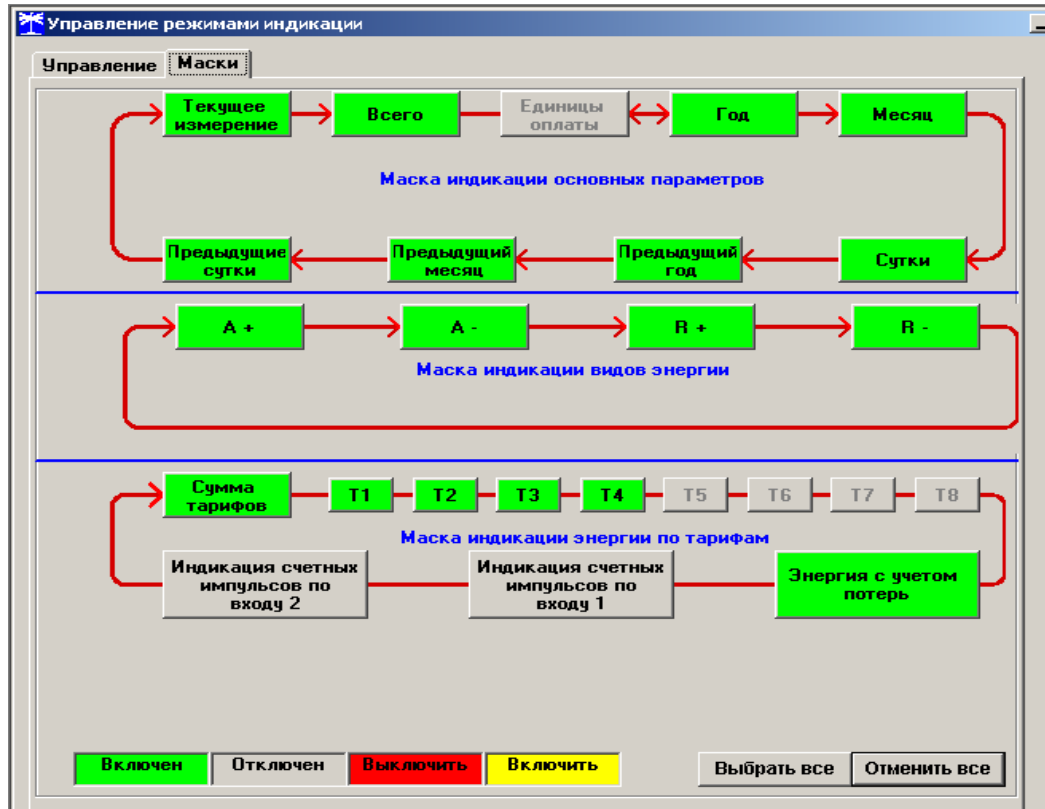 Управление режимами индикации
Управление
Маски
Текущее
измерение
Всего
Единицы
оплаты
Год
Месяц
Маска индикации основных параметров
Предыдущие
сутки
Предыдущий
месяц
Предыдущий
год
Сутки
A +
A -
R +
R -
Маска индикации видов энергии
Сумма
тарифов
Т1
Т2
Т3
Т4
Т5
Т6
Т7
Т8
Маска индикации энергии по тарифам
Индикация счетных
импульсов по
входу 2
Индикация счетных
импульсов по
входу 1
Энергия с учетом
потерь
Включен
Отключен
Выключить
Включить
Выбрать все
Отменить все